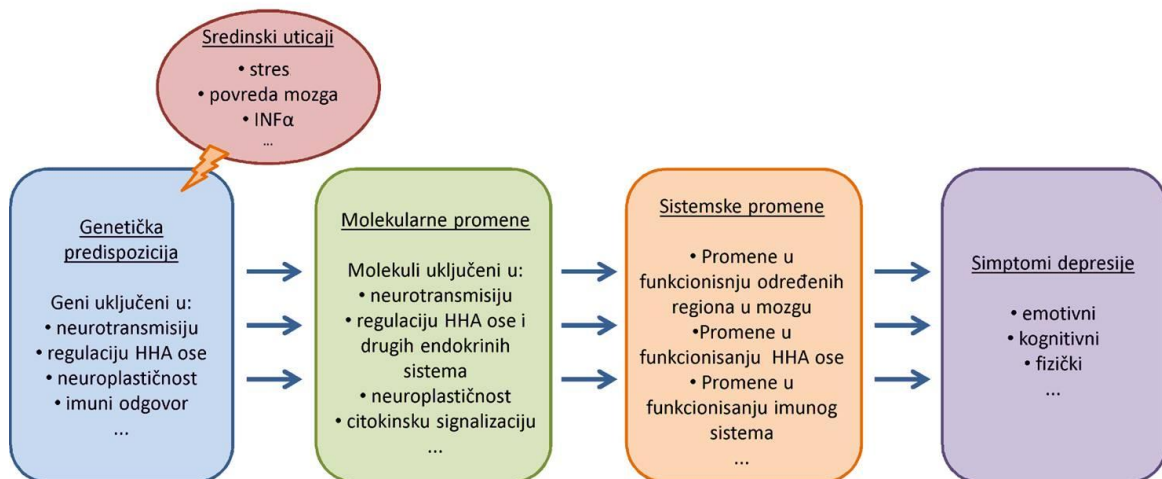 Sredinski uticaji
• stres
• povreda mozga
• INFα
...
Genetička
predispozicija
Geni uključeni u:
• neurotransmisiju
• regulaciju HHA ose
• neuroplastičnost
• imuni odgovor
...
Molekularne promene
Molekuli uključeni u:
• neurotransmisiju
• regulaciju HHA ose i
drugih endokrinih
sistema
• neuroplastičnost
• citokinsku signalizaciju
...
Sistemske promene
• Promene u
funkcionisnju određenih
regiona u mozgu
•Promene u
funkcionisanju HHA ose
• Promene u
funkcionisanju imunog
sistema
...
Simptomi depresije
• emotivni
• kognitivni
• fizički
...